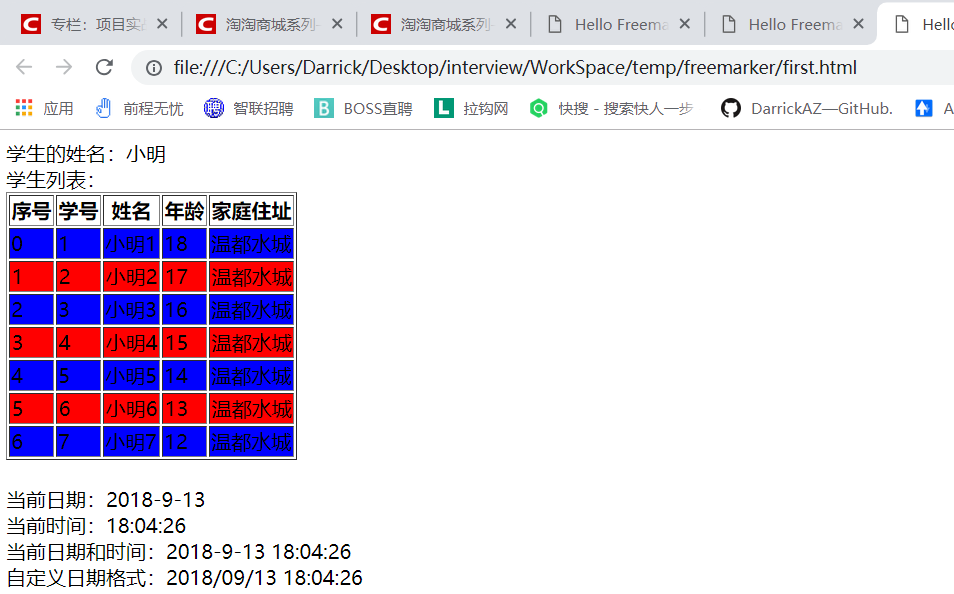 专栏：项目实战
淘淘商城系列-
淘淘商城系列-
Hello Freema
Hello Freema
Hello
file:///C:/Users/Darrick/Desktop/interview/WorkSpace/temp/freemarker/first.html
应用 前程无忧 智联招聘 BOSS直聘 拉钩网 快搜 - 搜索快人一步 DarrickAZ—GitHub. A
学生的姓名：小明
学生列表：
序号 学号 姓名 年龄 家庭住址
0 1 小明1 18 温都水城
1 2 小明2 17 温都水城
2 3 小明3 16 温都水城
3 4 小明4 15 温都水城
4 5 小明5 14 温都水城
5 6 小明6 13 温都水城
6 7 小明7 12 温都水城
当前日期：2018-9-13
当前时间：18:04:26
当前日期和时间：2018-9-13 18:04:26
自定义日期格式：2018/09/13 18:04:26